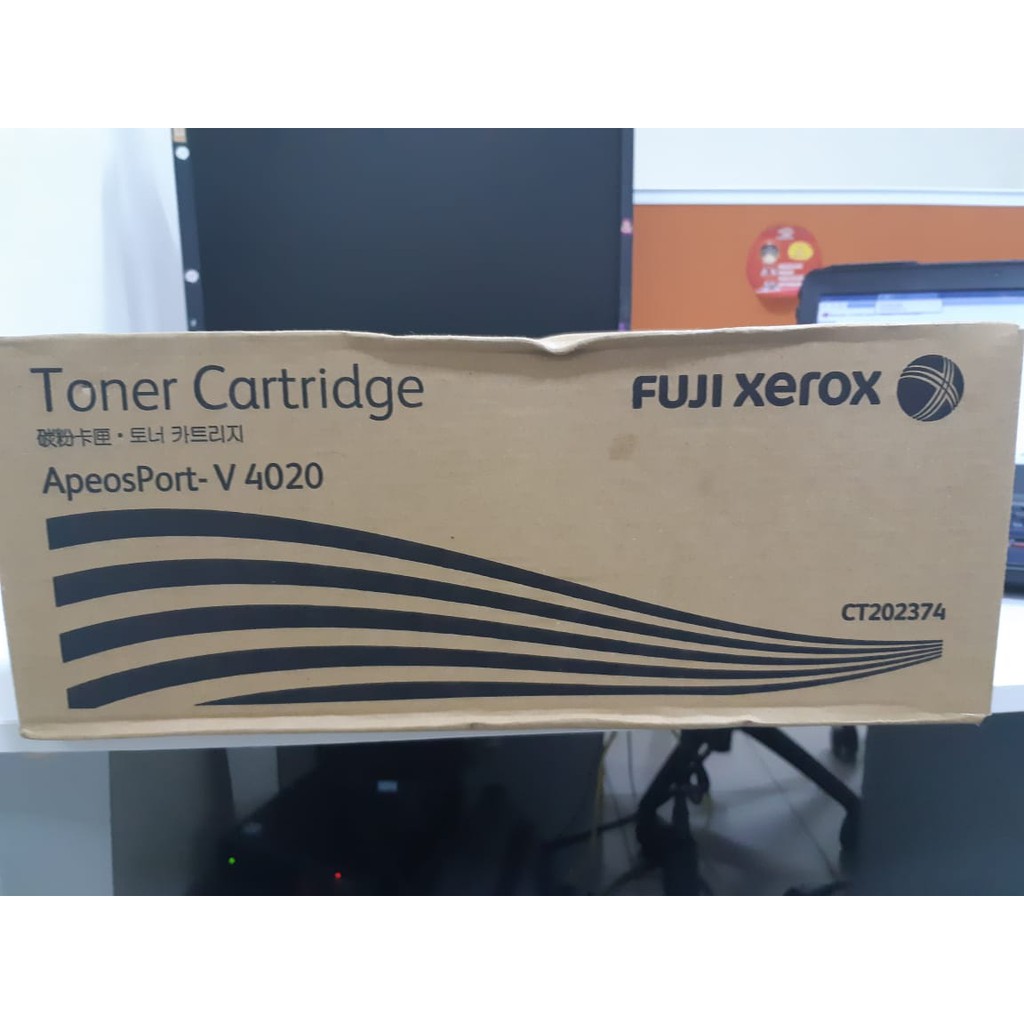 Toner Cartridge
碳粉卡匣・토너 카트리지
ApeosPort- V 4020
FUJI xerox
CT202374